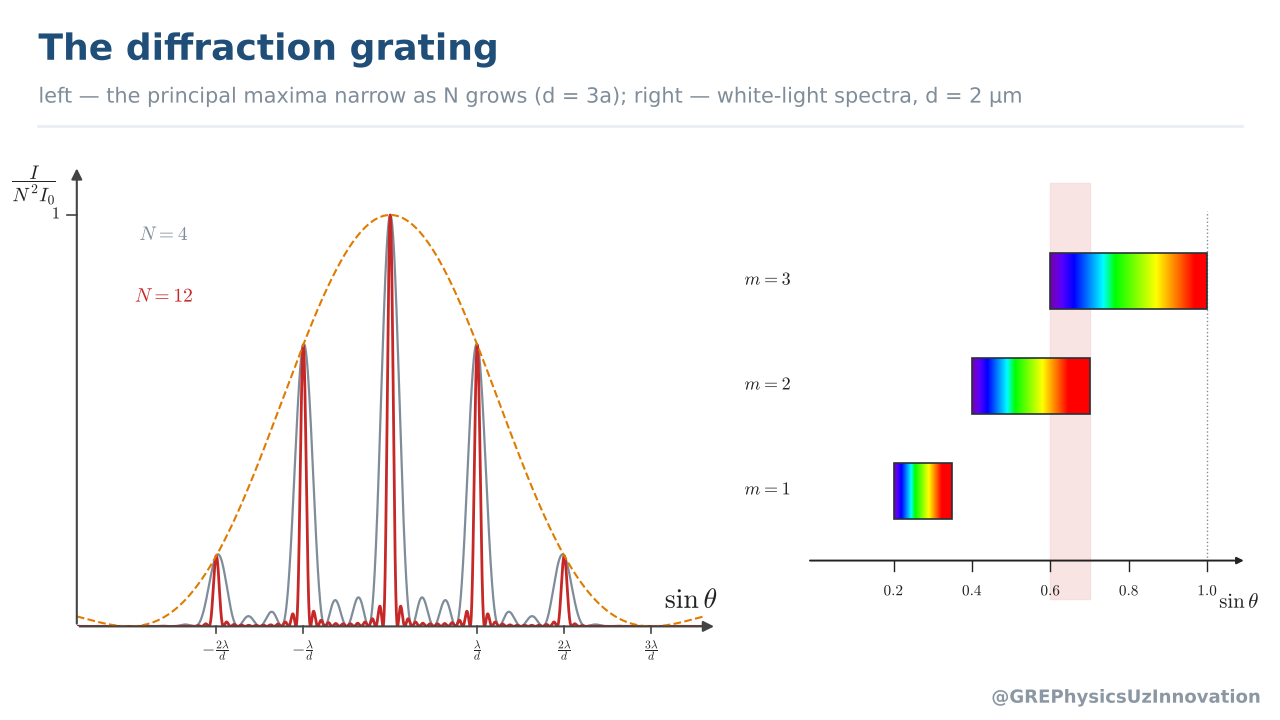 The diffraction grating
left — the principal maxima narrow as N grows (d = 3a); right — white-light spectra, d = 2 μm
I
N²I₀
1
N = 4
N = 12
sin θ
−2λ/d
−λ/d
λ/d
2λ/d
3λ/d
m = 3
m = 2
m = 1
0.2
0.4
0.6
0.8
1.0
sin θ
@GREPhysicsUzInnovation